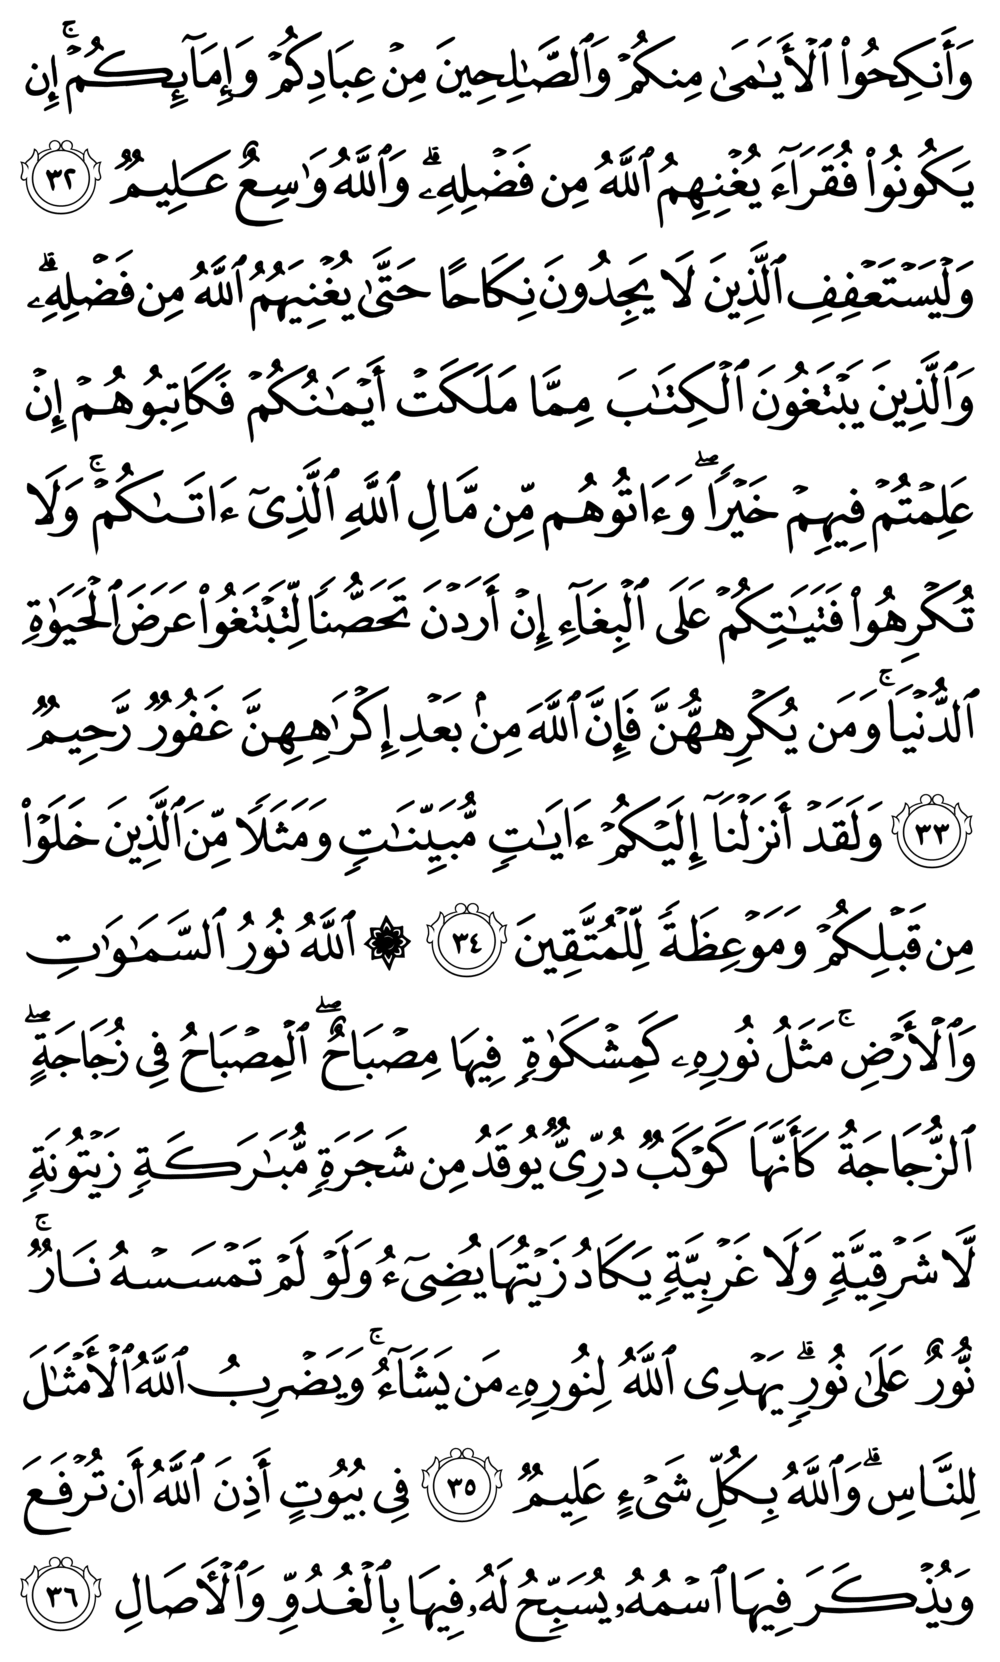 وَأَنكِحُوا۟ ٱلْأَيَـٰمَىٰ مِنكُمْ وَٱلصَّـٰلِحِينَ مِنْ عِبَادِكُمْ وَإِمَآئِكُمْ ۚ إِن
يَكُونُوا۟ فُقَرَآءَ يُغْنِهِمُ ٱللَّهُ مِن فَضْلِهِۦ ۗ وَٱللَّهُ وَٰسِعٌ عَلِيمٌ ٣٢
وَلْيَسْتَعْفِفِ ٱلَّذِينَ لَا يَجِدُونَ نِكَاحًا حَتَّىٰ يُغْنِيَهُمُ ٱللَّهُ مِن فَضْلِهِۦ ۗ
وَٱلَّذِينَ يَبْتَغُونَ ٱلْكِتَـٰبَ مِمَّا مَلَكَتْ أَيْمَـٰنُكُمْ فَكَاتِبُوهُمْ إِنْ
عَلِمْتُمْ فِيهِمْ خَيْرًا ۖ وَءَاتُوهُم مِّن مَّالِ ٱللَّهِ ٱلَّذِىٓ ءَاتَىٰكُمْ ۚ وَلَا
تُكْرِهُوا۟ فَتَيَـٰتِكُمْ عَلَى ٱلْبِغَآءِ إِنْ أَرَدْنَ تَحَصُّنًا لِّتَبْتَغُوا۟ عَرَضَ ٱلْحَيَوٰةِ
ٱلدُّنْيَا ۚ وَمَن يُكْرِههُّنَّ فَإِنَّ ٱللَّهَ مِنۢ بَعْدِ إِكْرَٰهِهِنَّ غَفُورٌ رَّحِيمٌ
٣٣ وَلَقَدْ أَنزَلْنَآ إِلَيْكُمْ ءَايَـٰتٍ مُّبَيِّنَـٰتٍ وَمَثَلًا مِّنَ ٱلَّذِينَ خَلَوْا۟
مِن قَبْلِكُمْ وَمَوْعِظَةً لِّلْمُتَّقِينَ ٣٤ ۞ ٱللَّهُ نُورُ ٱلسَّمَـٰوَٰتِ
وَٱلْأَرْضِ ۚ مَثَلُ نُورِهِۦ كَمِشْكَوٰةٍ فِيهَا مِصْبَاحٌ ۖ ٱلْمِصْبَاحُ فِى زُجَاجَةٍ ۖ
ٱلزُّجَاجَةُ كَأَنَّهَا كَوْكَبٌ دُرِّىٌّ يُوقَدُ مِن شَجَرَةٍ مُّبَـٰرَكَةٍ زَيْتُونَةٍ
لَّا شَرْقِيَّةٍ وَلَا غَرْبِيَّةٍ يَكَادُ زَيْتُهَا يُضِىٓءُ وَلَوْ لَمْ تَمْسَسْهُ نَارٌ ۚ
نُّورٌ عَلَىٰ نُورٍ ۗ يَهْدِى ٱللَّهُ لِنُورِهِۦ مَن يَشَآءُ ۚ وَيَضْرِبُ ٱللَّهُ ٱلْأَمْثَـٰلَ
لِلنَّاسِ ۗ وَٱللَّهُ بِكُلِّ شَىْءٍ عَلِيمٌ ٣٥ فِى بُيُوتٍ أَذِنَ ٱللَّهُ أَن تُرْفَعَ
وَيُذْكَرَ فِيهَا ٱسْمُهُۥ يُسَبِّحُ لَهُۥ فِيهَا بِٱلْغُدُوِّ وَٱلْـَٔاصَالِ ٣٦